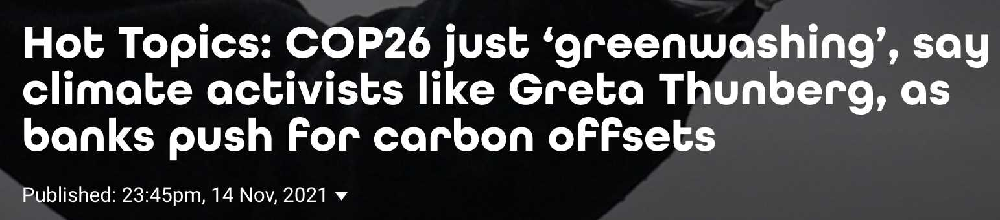 Hot Topics: COP26 just ‘greenwashing’, say
climate activists like Greta Thunberg, as
banks push for carbon offsets
Published: 23:45pm, 14 Nov, 2021